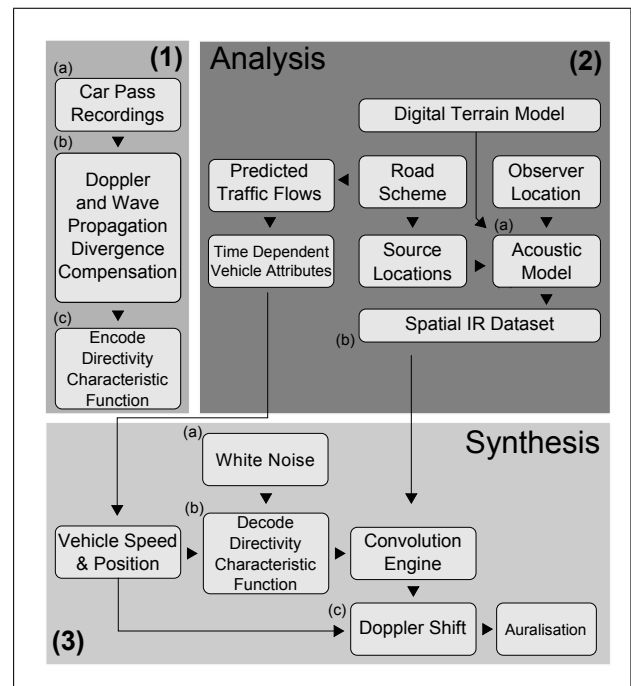 (1)
(a)
Car Pass
Recordings
(b)
Doppler
and Wave
Propagation
Divergence
Compensation
(c)
Encode
Directivity
Characteristic
Function
Analysis
(2)
Digital Terrain Model
Predicted
Traffic Flows
Road
Scheme
Observer
Location
Time Dependent
Vehicle Attributes
Source
Locations
(a)
Acoustic
Model
(b)
Spatial IR Dataset
Synthesis
(a)
White Noise
Vehicle Speed
& Position
(b)
Decode
Directivity
Characteristic
Function
Convolution
Engine
(c)
Doppler Shift
Auralisation
(3)